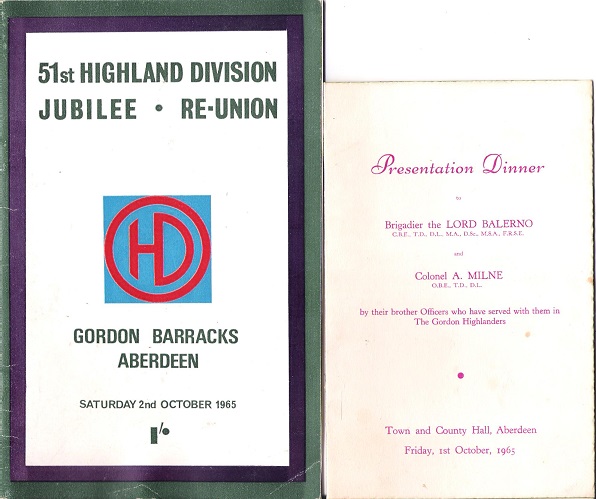 51st HIGHLAND DIVISION
JUBILEE • RE-UNION
HD
GORDON BARRACKS
ABERDEEN
SATURDAY 2nd OCTOBER 1965
1/•
Presentation Dinner
to
Brigadier the LORD BALERNO
C.B.E., T.D., D.L., M.A., D.Sc., M.S.A., F.R.S.E.
and
Colonel A. MILNE
O.B.E., T.D., D.L.
by their brother Officers who have served with them in
The Gordon Highlanders
•
Town and County Hall, Aberdeen
Friday, 1st October, 1965